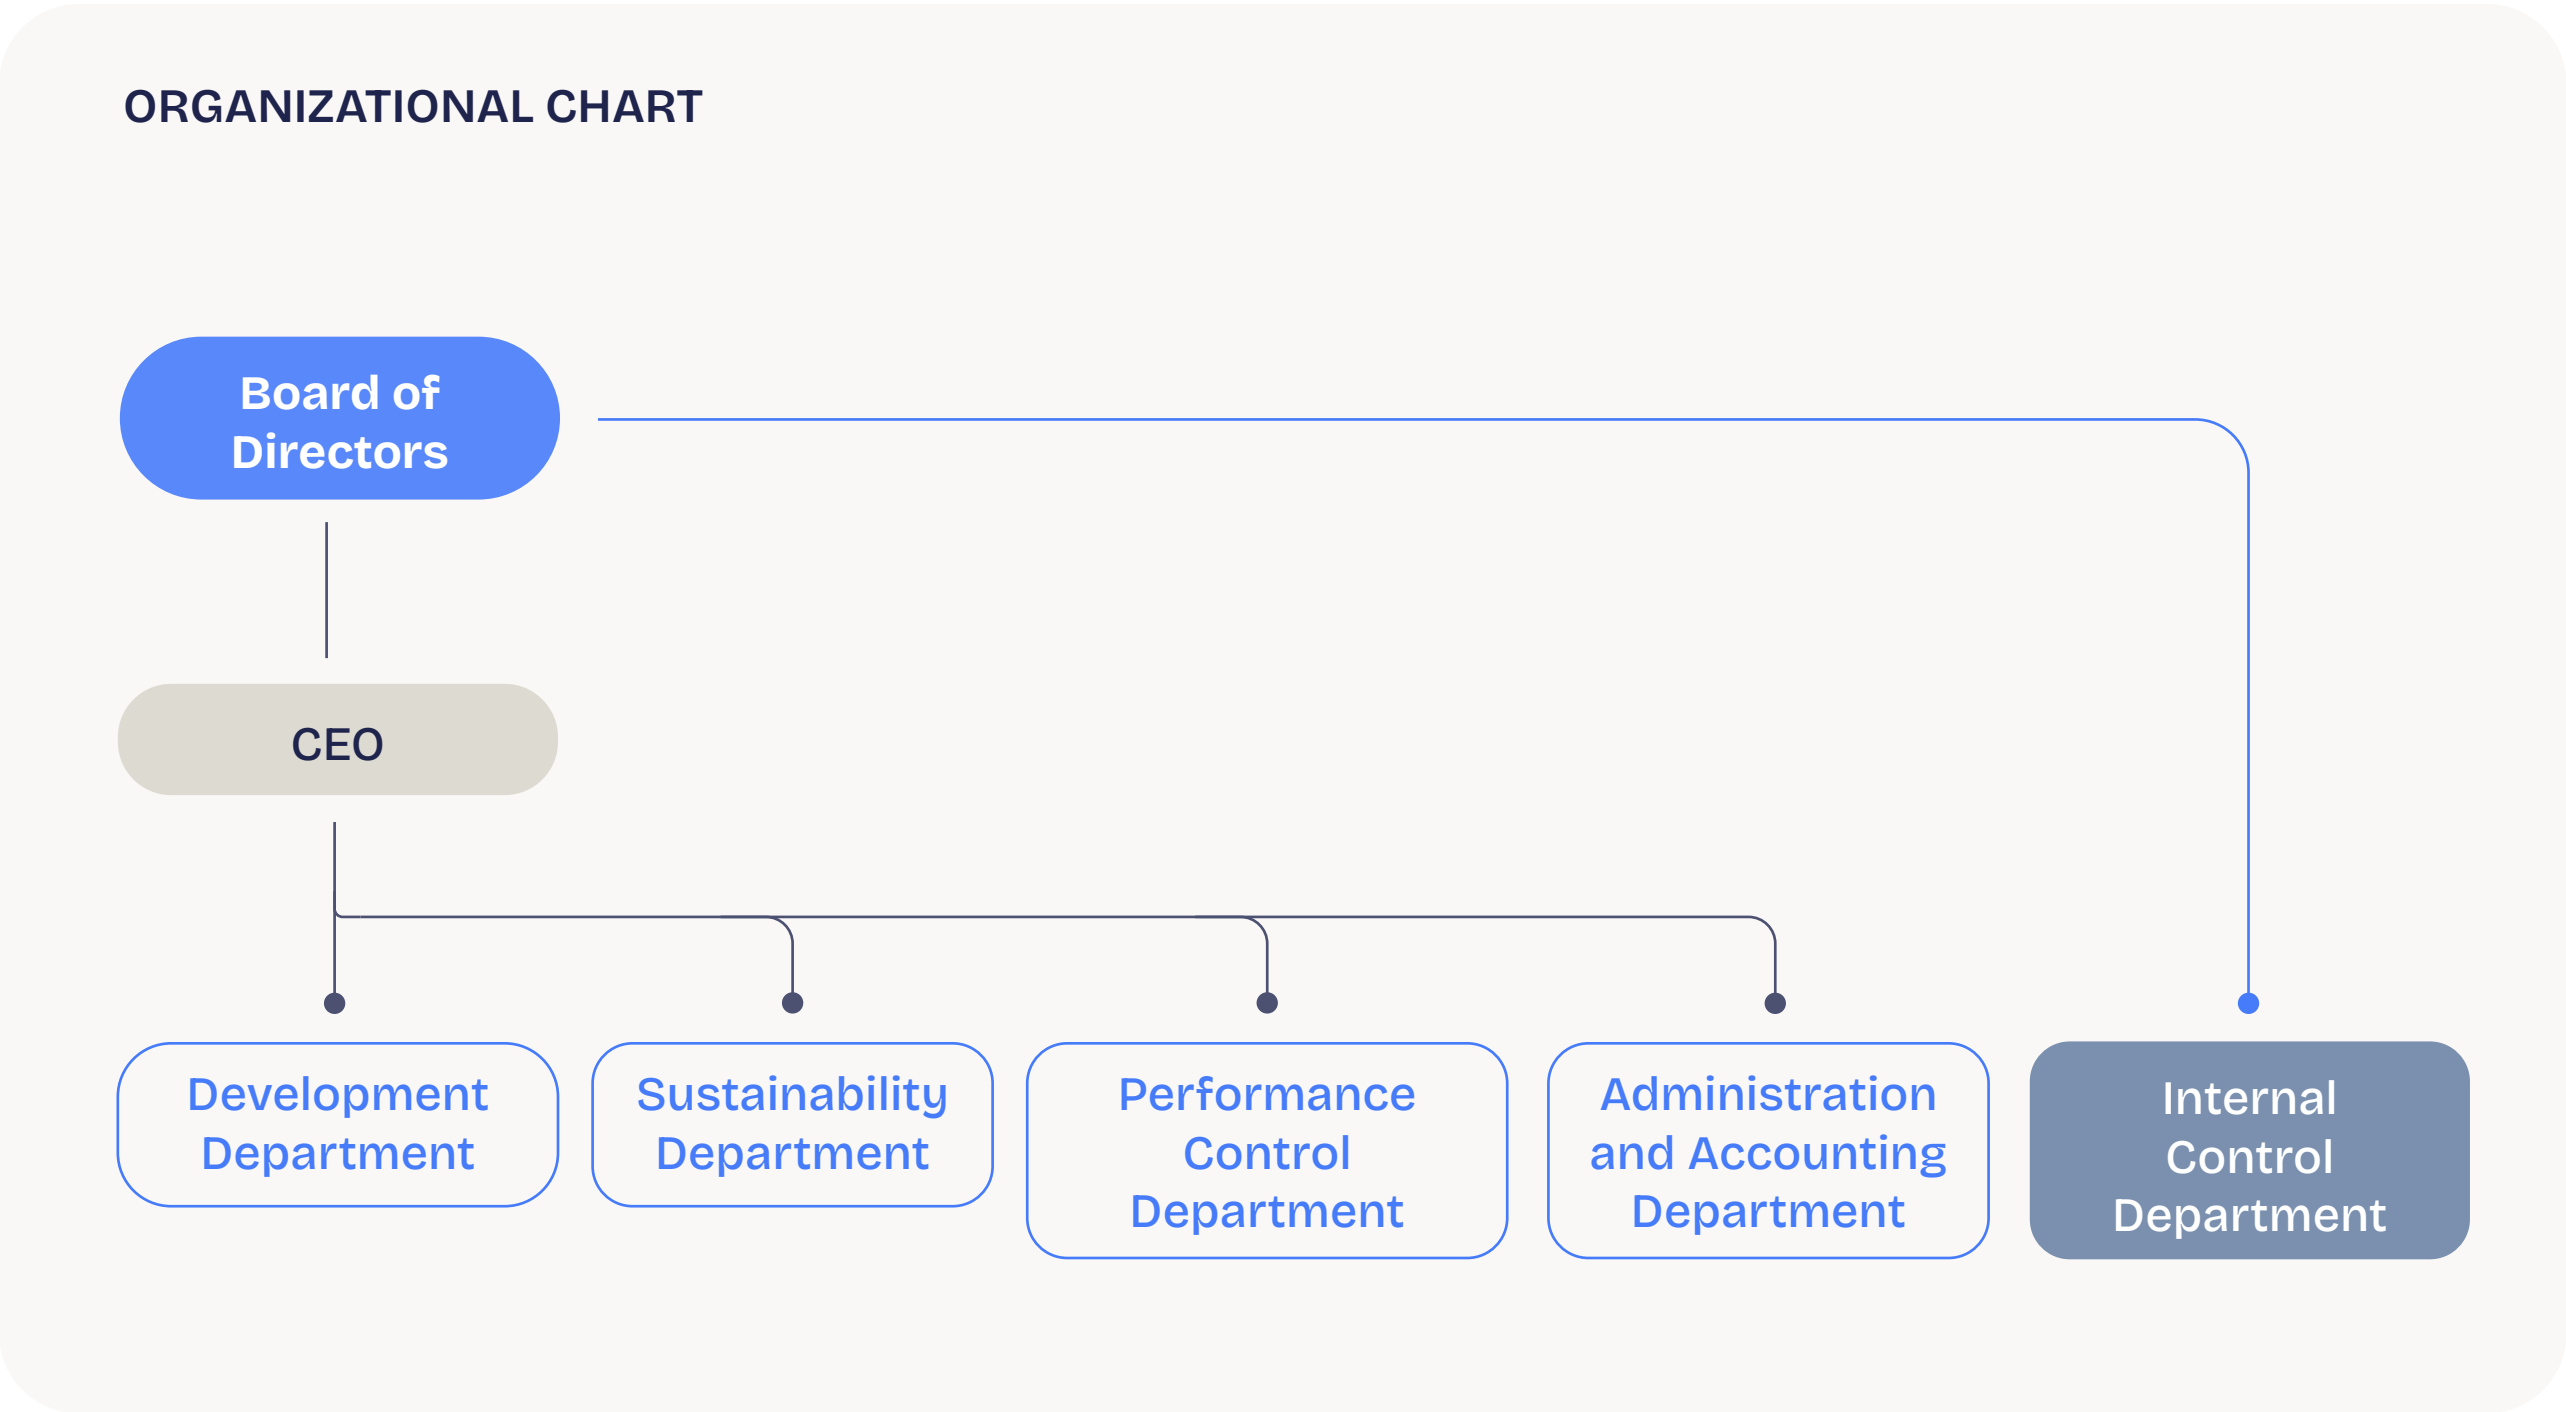 ORGANIZATIONAL CHART
Board of
Directors
CEO
Development
Department
Sustainability
Department
Performance
Control
Department
Administration
and Accounting
Department
Internal
Control
Department